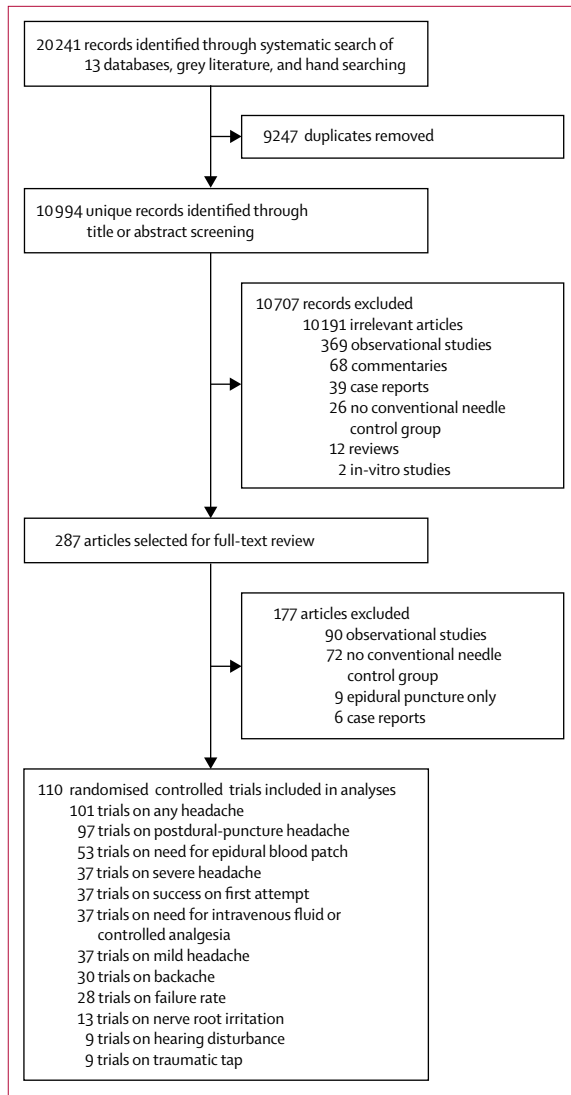 20 241 records identified through systematic search of
13 databases, grey literature, and hand searching
9247 duplicates removed
10 994 unique records identified through
title or abstract screening
10 707 records excluded
10 191 irrelevant articles
369 observational studies
68 commentaries
39 case reports
26 no conventional needle
control group
12 reviews
2 in-vitro studies
287 articles selected for full-text review
177 articles excluded
90 observational studies
72 no conventional needle
control group
9 epidural puncture only
6 case reports
110 randomised controlled trials included in analyses
101 trials on any headache
97 trials on postdural-puncture headache
53 trials on need for epidural blood patch
37 trials on severe headache
37 trials on success on first attempt
37 trials on need for intravenous fluid or
controlled analgesia
37 trials on mild headache
30 trials on backache
28 trials on failure rate
13 trials on nerve root irritation
9 trials on hearing disturbance
9 trials on traumatic tap